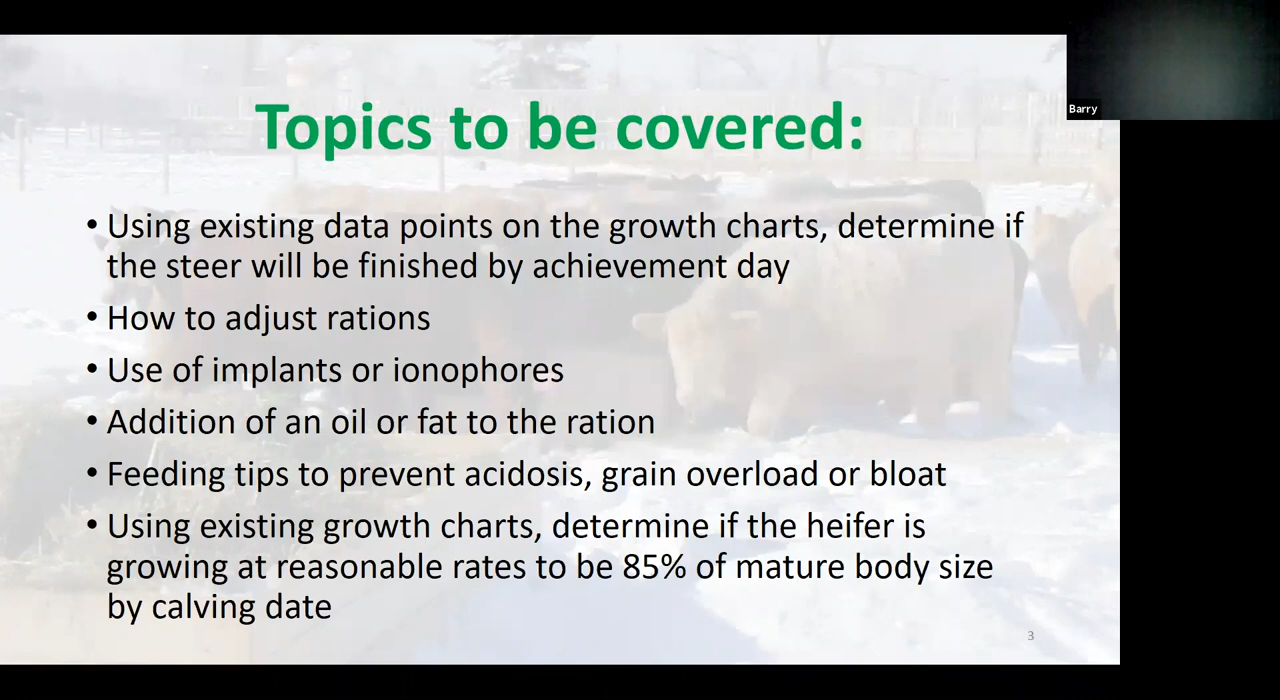 Barry
Topics to be covered:
• Using existing data points on the growth charts, determine if
the steer will be finished by achievement day
• How to adjust rations
• Use of implants or ionophores
• Addition of an oil or fat to the ration
• Feeding tips to prevent acidosis, grain overload or bloat
• Using existing growth charts, determine if the heifer is
growing at reasonable rates to be 85% of mature body size
by calving date
3